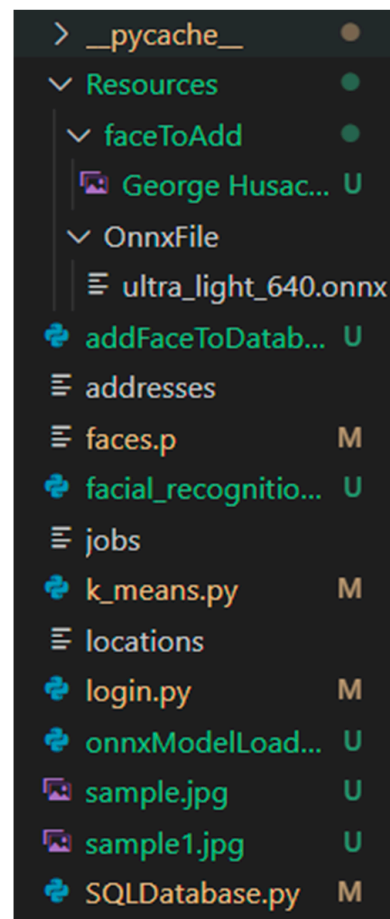 __pycache__
Resources
faceToAdd
George Husac... U
OnnxFile
ultra_light_640.onnx
addFaceToDatab... U
addresses
faces.p M
facial_recognitio... U
jobs
k_means.py M
locations
login.py M
onnxModelLoad... U
sample.jpg U
sample1.jpg U
SQLDatabase.py M